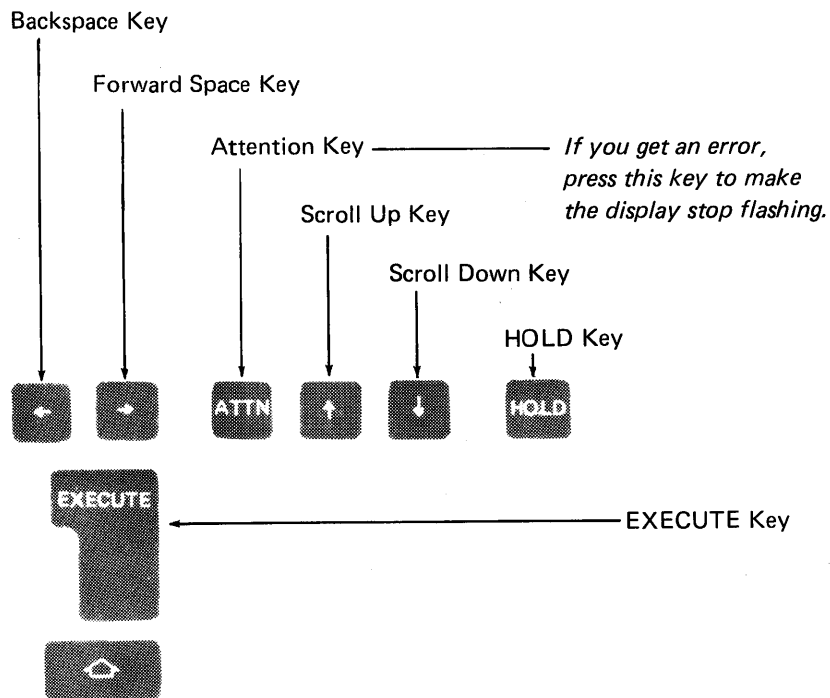 Backspace Key
Forward Space Key
Attention Key
If you get an error,
press this key to make
the display stop flashing.
Scroll Up Key
Scroll Down Key
HOLD Key
← → ATTN ↑ ↓ HOLD
EXECUTE
EXECUTE Key